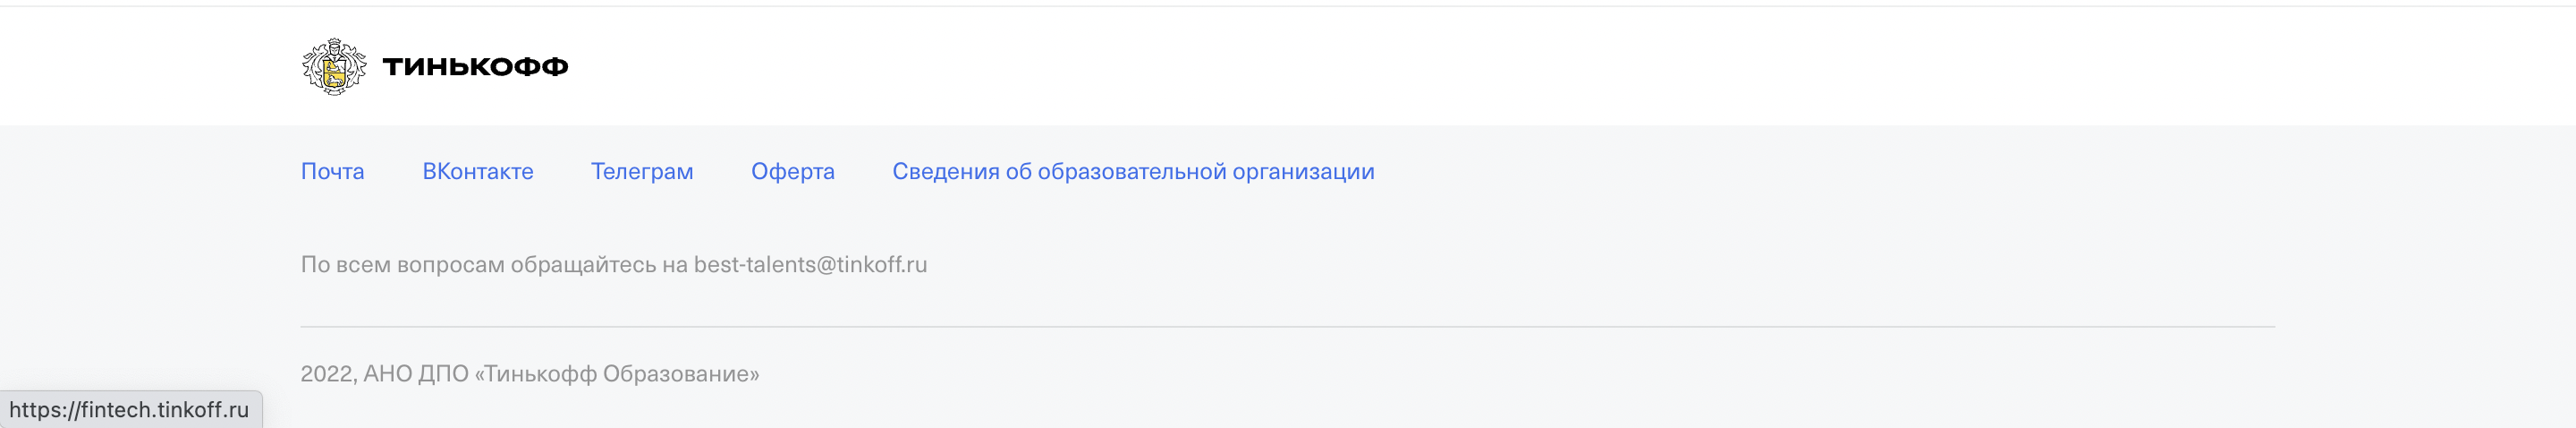 ТИНЬКОФФ
Почта ВКонтакте Телеграм Оферта Сведения об образовательной организации
По всем вопросам обращайтесь на best-talents@tinkoff.ru
2022, АНО ДПО «Тинькофф Образование»
https://fintech.tinkoff.ru